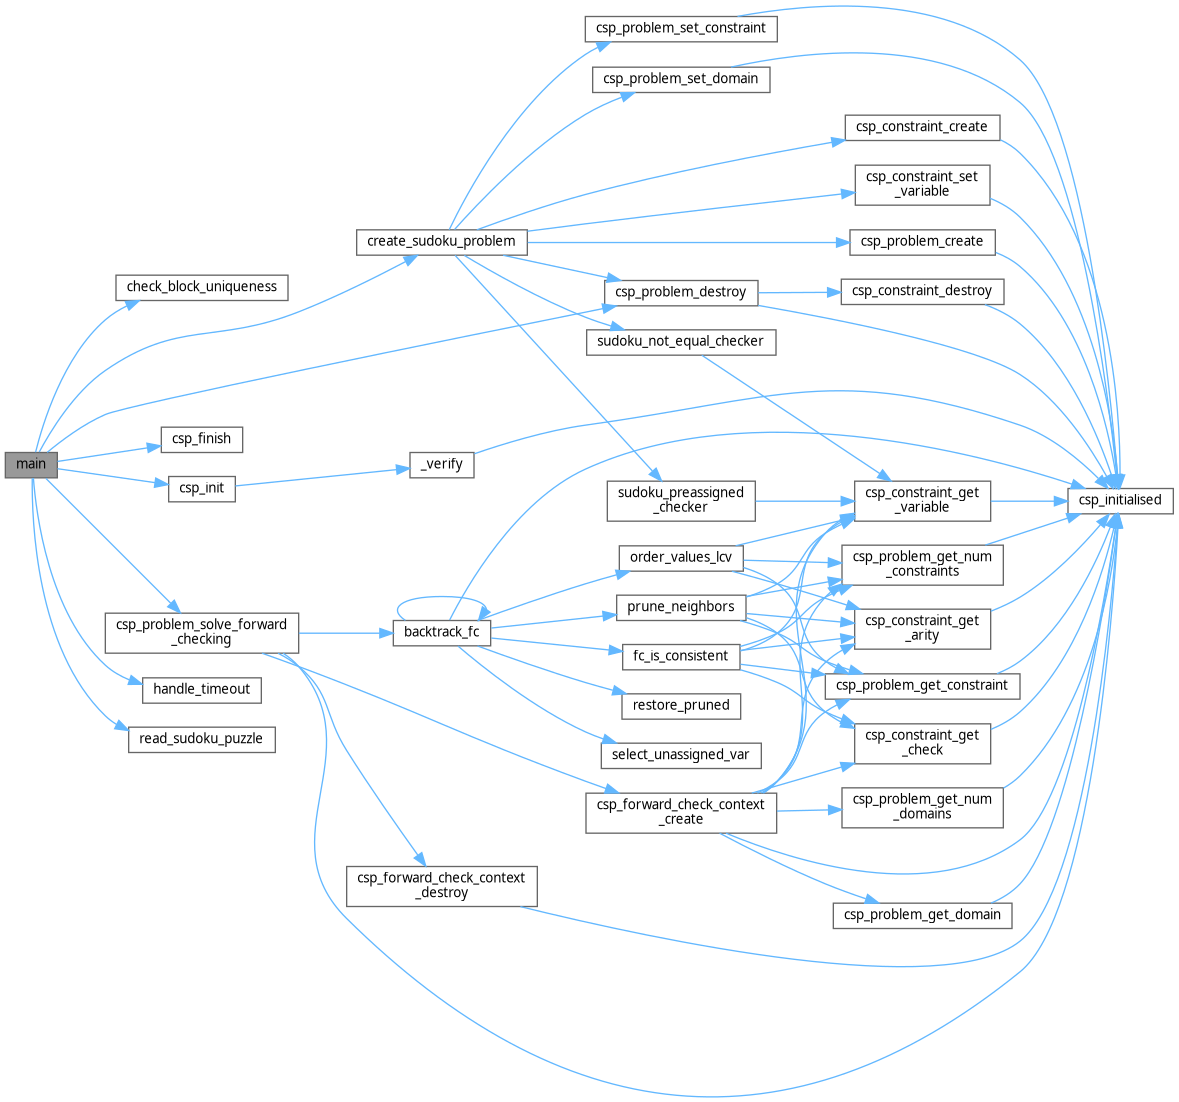 csp_problem_set_constraint
csp_problem_set_domain
csp_constraint_create
csp_constraint_set
_variable
create_sudoku_problem
csp_problem_create
check_block_uniqueness
csp_problem_destroy
csp_constraint_destroy
sudoku_not_equal_checker
csp_finish
main
_verify
csp_init
sudoku_preassigned
_checker
csp_constraint_get
_variable
csp_initialised
order_values_lcv
csp_problem_get_num
_constraints
prune_neighbors
csp_problem_solve_forward
_checking
backtrack_fc
csp_constraint_get
_arity
fc_is_consistent
handle_timeout
csp_problem_get_constraint
restore_pruned
read_sudoku_puzzle
select_unassigned_var
csp_constraint_get
_check
csp_forward_check_context
_create
csp_problem_get_num
_domains
csp_forward_check_context
_destroy
csp_problem_get_domain